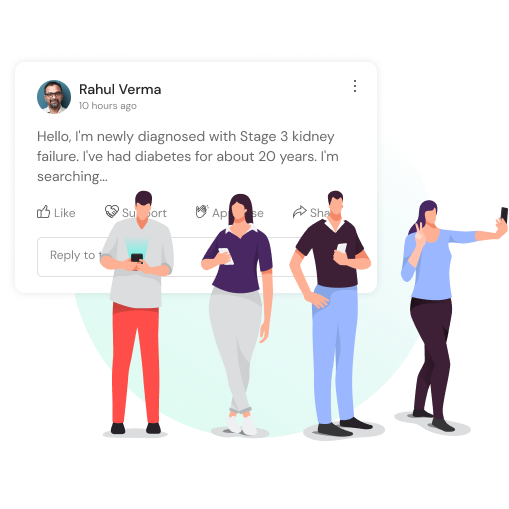 Rahul Verma
10 hours ago
Hello, I'm newly diagnosed with Stage 3 kidney
failure. I've had diabetes for about 20 years. I'm
searching...
Like Support
Reply to